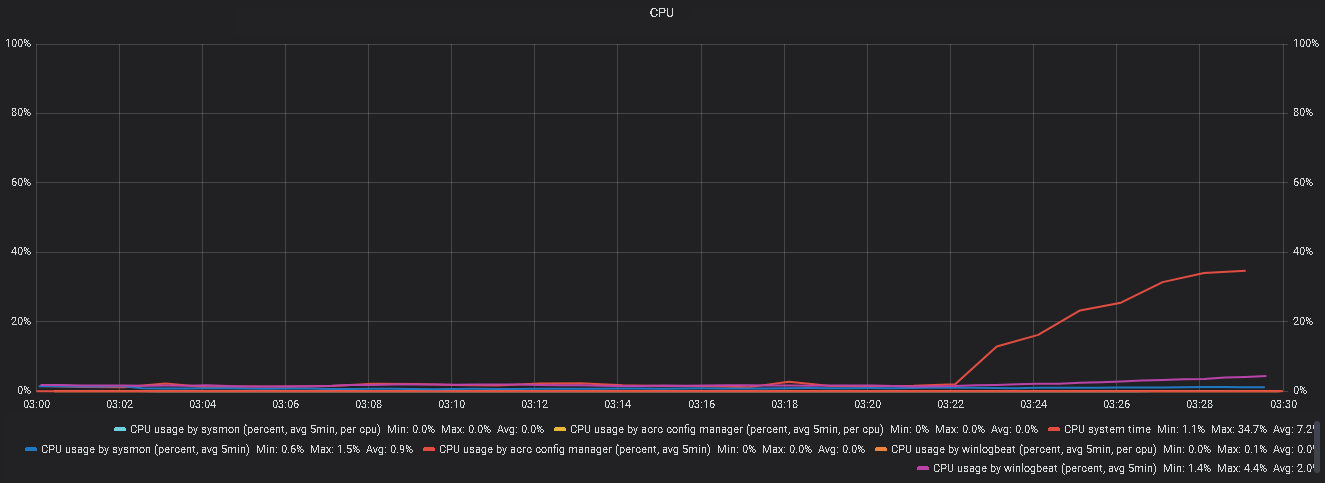 CPU
100% 100%
80% 80%
60% 60%
40% 40%
20% 20%
0% 0%
03:00 03:02 03:04 03:06 03:08 03:10 03:12 03:14 03:16 03:18 03:20 03:22 03:24 03:26 03:28 03:30
CPU usage by sysmon (percent, avg 5min, per cpu) Min: 0.0% Max: 0.0% Avg: 0.0% CPU usage by acrc config manager (percent, avg 5min, per cpu) Min: 0% Max: 0.0% Avg: 0.0% CPU system time Min: 1.1% Max: 34.7% Avg: 7.2%
CPU usage by sysmon (percent, avg 5min) Min: 0.6% Max: 1.5% Avg: 0.9% CPU usage by acrc config manager (percent, avg 5min) Min: 0% Max: 0.0% Avg: 0.0% CPU usage by winlogbeat (percent, avg 5min, per cpu) Min: 0.0% Max: 0.1% Avg: 0.0%
CPU usage by winlogbeat (percent, avg 5min) Min: 1.4% Max: 4.4% Avg: 2.0%